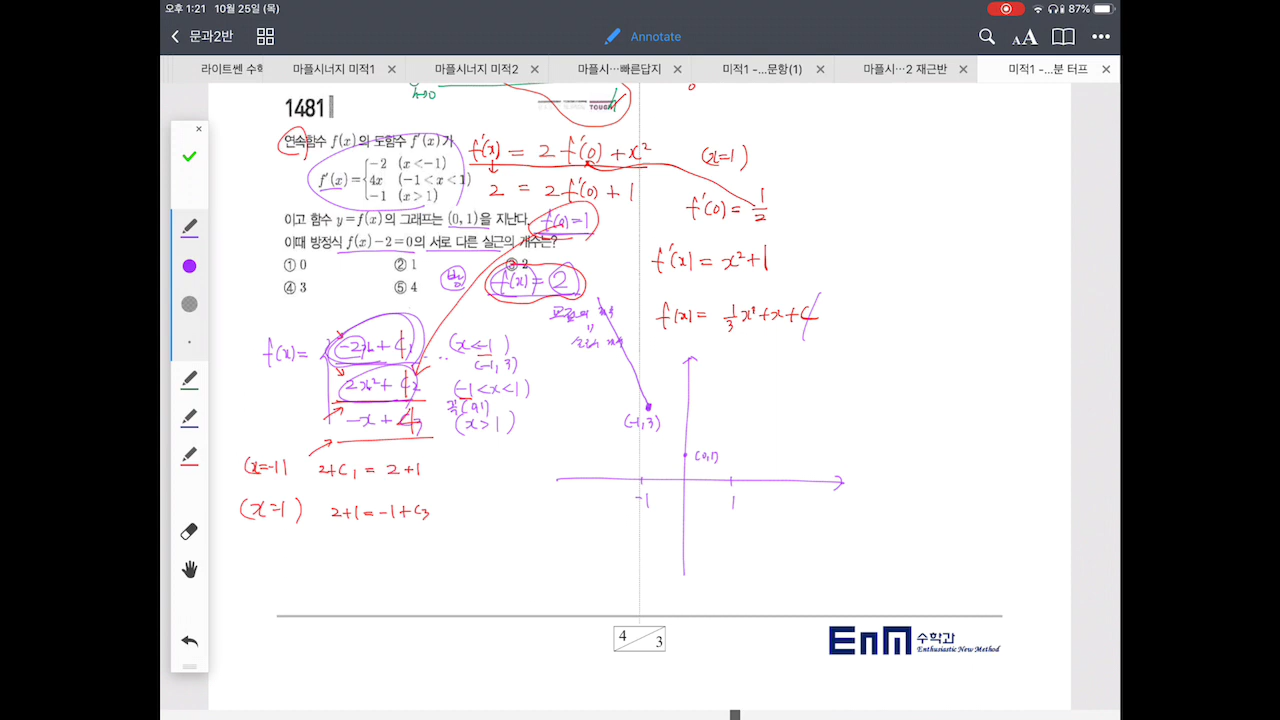 오후 1:21 10월 25일 (목)
87%
문과2반
Annotate
AA
라이트쎈 수학
마플시너지 미적1
마플시너지 미적2
마플시…빠른답지
미적1 -…문항(1)
마플시…2 재근반
미적1 -…분 터프
h→0
0
1481
TOUGH
연속함수 f(x)의 도함수 f′(x)가
f′(x)= { -2 (x<-1)
4x (-1<x<1)
-1 (x>1)
이고 함수 y=f(x)의 그래프는 (0, 1)을 지난다.
이때 방정식 f(x)-2=0의 서로 다른 실근의 개수는?
① 0 ② 1 ③ 2
④ 3 ⑤ 4
f′(x) = 2f′(0) + x² (x=1)
2 = 2f′(0) + 1
f′(0) = 1/2
f(0)=1
f′(x) = x²+1
f(x) = 2
f(x) = 1/3 x³ + x + C
f(x) = -2x + C₁ (x<-1)
(-1, 3)
2x² + C₂ (-1<x<1)
(0,1)
-x + C₃ (x>1)
(x=-1) 2+C₁ = 2+1
(x=1) 2+1 = -1+C₃
(-1, 3)
(0,1)
-1 1
4 / 3
EnM 수학과
Enthusiastic New Method